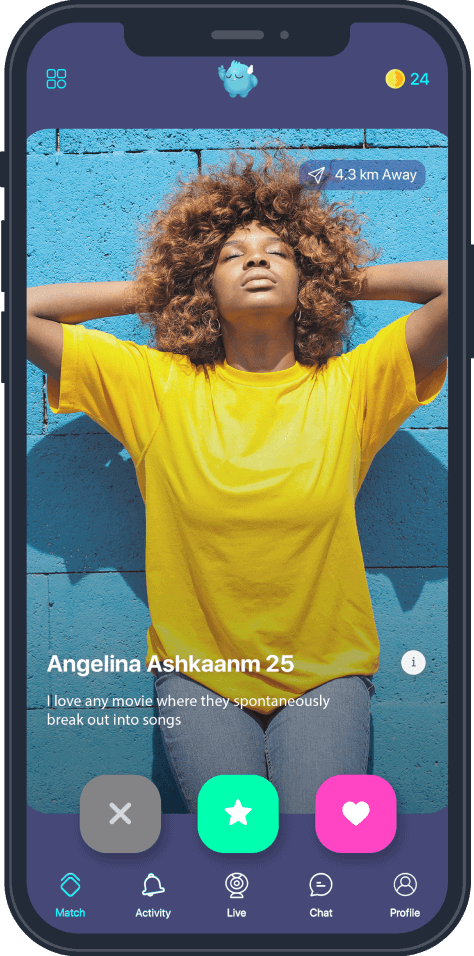 24
4.3 km Away
Angelina Ashkaanm 25
i
I love any movie where they spontaneously
break out into songs
Match Activity Live Chat Profile